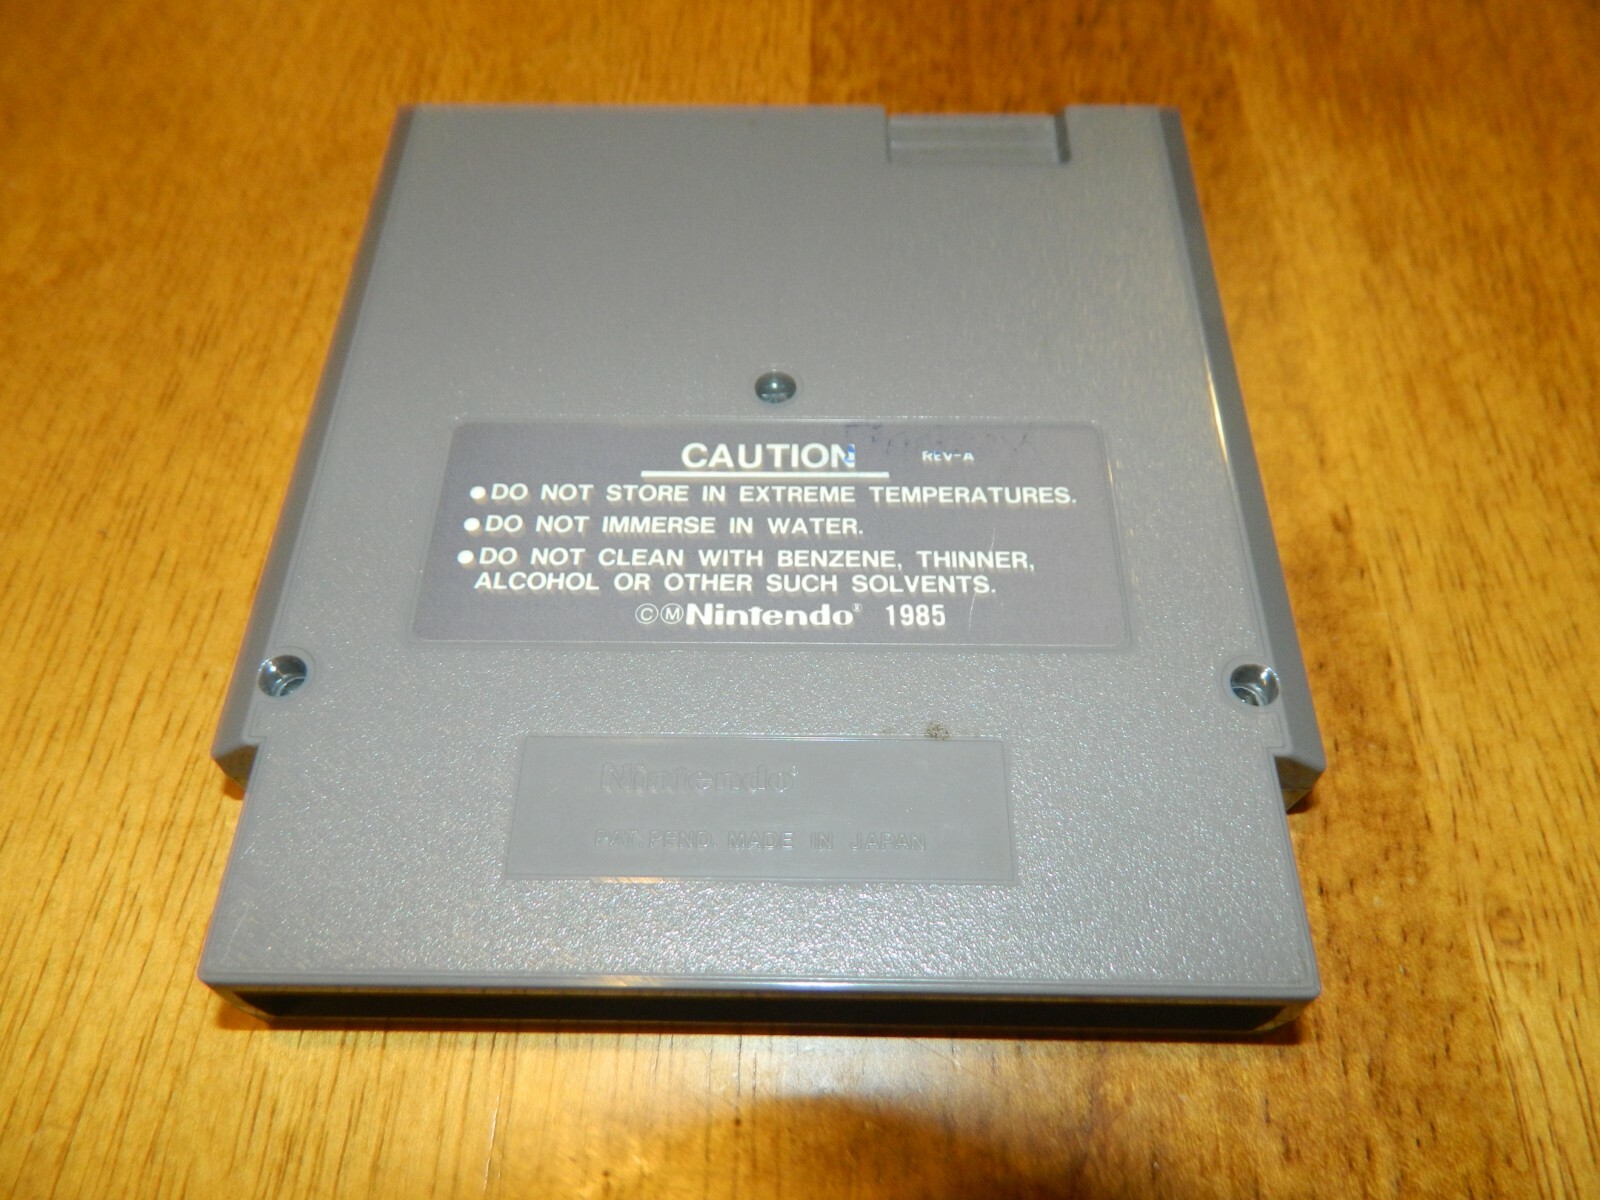 CAUTION REV-A
●DO NOT STORE IN EXTREME TEMPERATURES.
●DO NOT IMMERSE IN WATER.
●DO NOT CLEAN WITH BENZENE, THINNER,
ALCOHOL OR OTHER SUCH SOLVENTS.
©ⓂNintendo® 1985
Nintendo®
PAT. PEND. MADE IN JAPAN